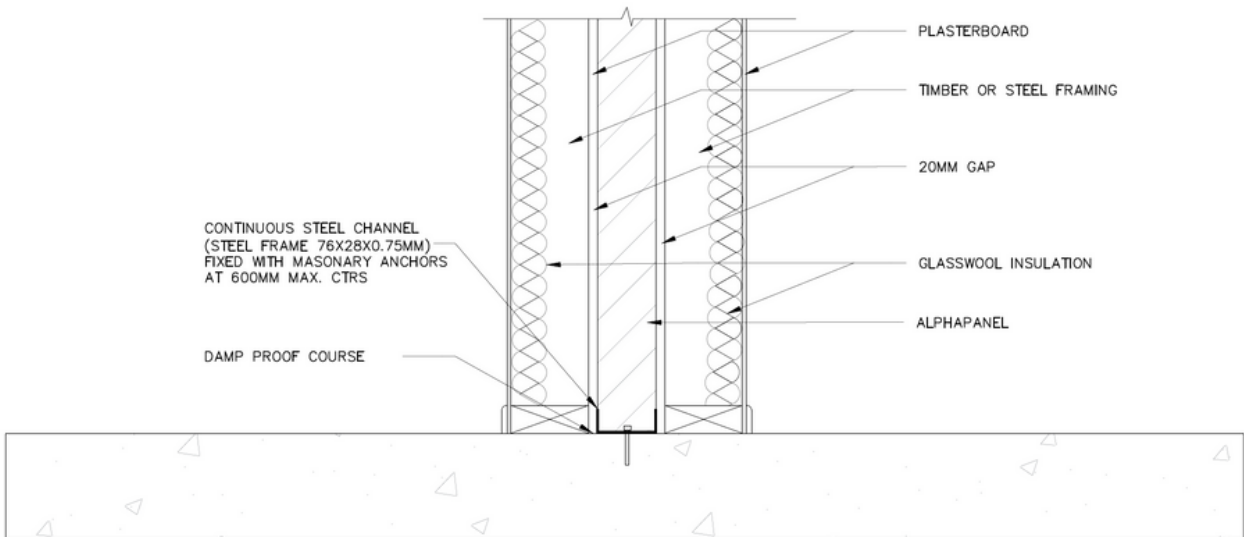 PLASTERBOARD
TIMBER OR STEEL FRAMING
20MM GAP
CONTINUOUS STEEL CHANNEL
(STEEL FRAME 76X28X0.75MM)
FIXED WITH MASONARY ANCHORS
AT 600MM MAX. CTRS
GLASSWOOL INSULATION
ALPHAPANEL
DAMP PROOF COURSE